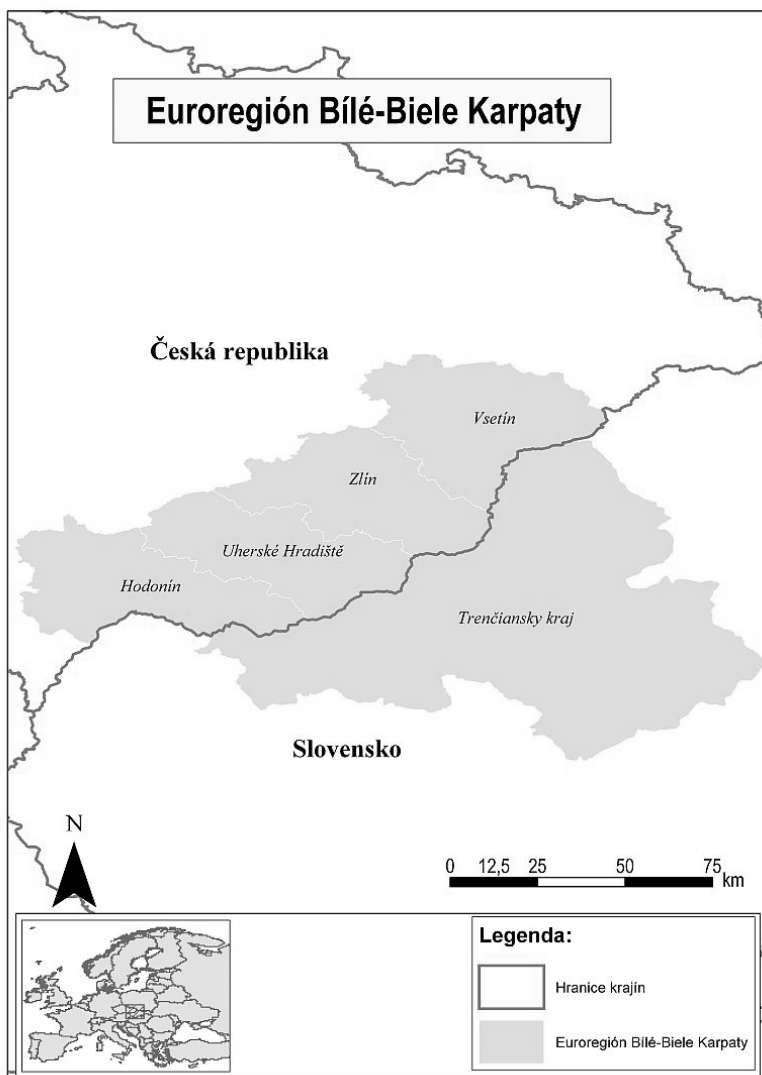 Euroregión Bílé-Biele Karpaty
Česká republika
Vsetín
Zlín
Uherské Hradiště
Hodonín
Trenčiansky kraj
Slovensko
N
0 12,5 25 50 75
km
Legenda:
Hranice krajín
Euroregión Bílé-Biele Karpaty